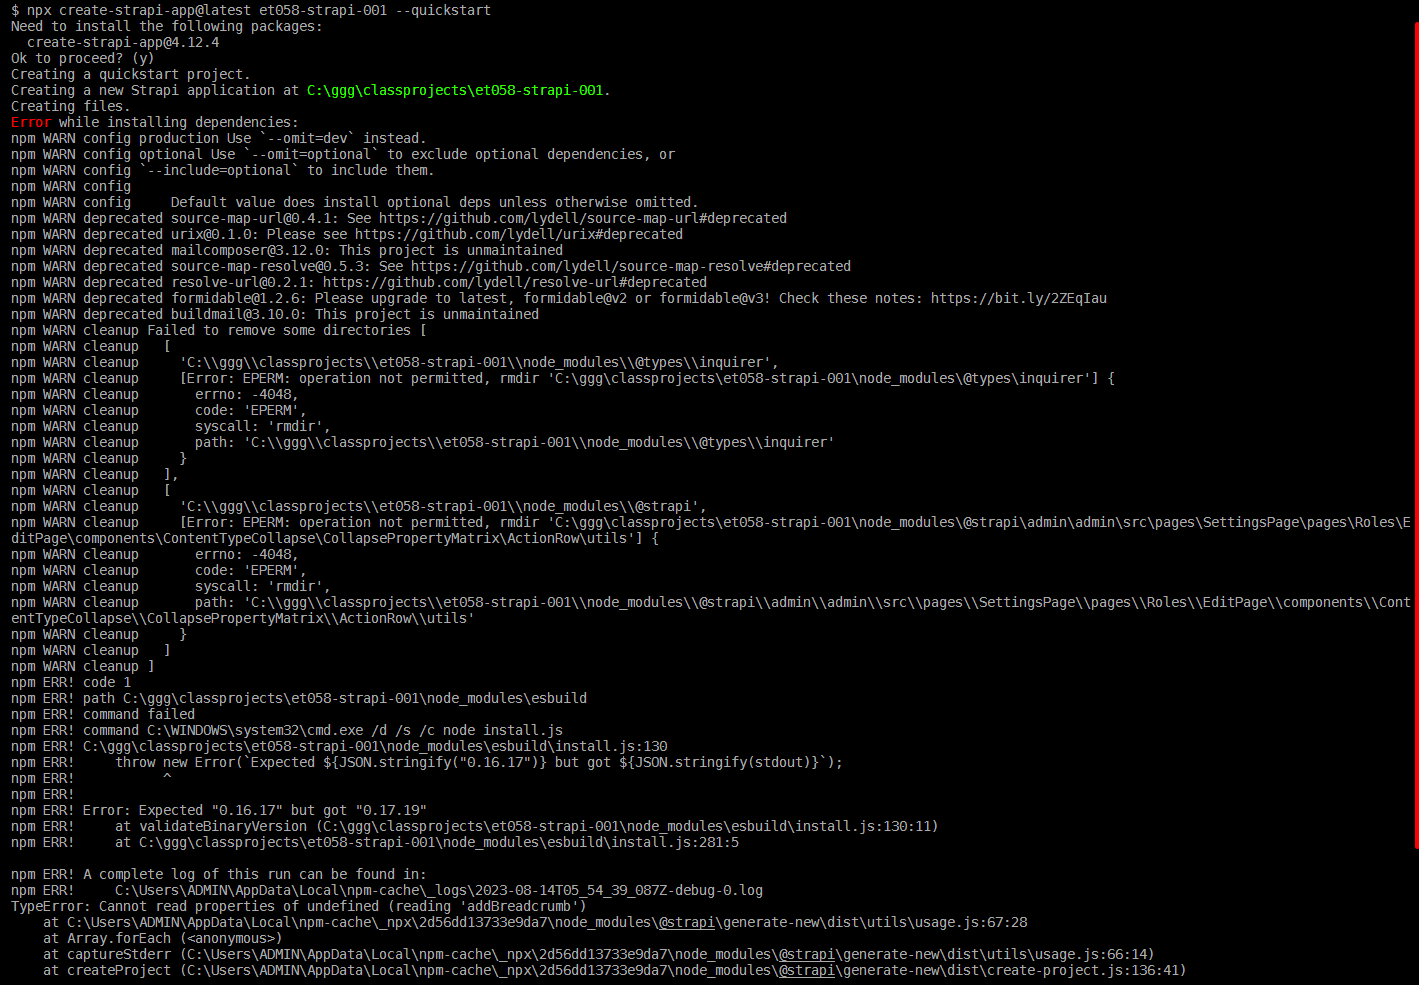 $ npx create-strapi-app@latest et058-strapi-001 --quickstart
Need to install the following packages:
  create-strapi-app@4.12.4
Ok to proceed? (y)
Creating a quickstart project.
Creating a new Strapi application at C:\ggg\classprojects\et058-strapi-001.
Creating files.
Error while installing dependencies:
npm WARN config production Use `--omit=dev` instead.
npm WARN config optional Use `--omit=optional` to exclude optional dependencies, or
npm WARN config `--include=optional` to include them.
npm WARN config
npm WARN config     Default value does install optional deps unless otherwise omitted.
npm WARN deprecated source-map-url@0.4.1: See https://github.com/lydell/source-map-url#deprecated
npm WARN deprecated urix@0.1.0: Please see https://github.com/lydell/urix#deprecated
npm WARN deprecated mailcomposer@3.12.0: This project is unmaintained
npm WARN deprecated source-map-resolve@0.5.3: See https://github.com/lydell/source-map-resolve#deprecated
npm WARN deprecated resolve-url@0.2.1: https://github.com/lydell/resolve-url#deprecated
npm WARN deprecated formidable@1.2.6: Please upgrade to latest, formidable@v2 or formidable@v3! Check these notes: https://bit.ly/2ZEqIau
npm WARN deprecated buildmail@3.10.0: This project is unmaintained
npm WARN cleanup Failed to remove some directories [
npm WARN cleanup   [
npm WARN cleanup     'C:\\ggg\\classprojects\\et058-strapi-001\\node_modules\\@types\\inquirer',
npm WARN cleanup     [Error: EPERM: operation not permitted, rmdir 'C:\ggg\classprojects\et058-strapi-001\node_modules\@types\inquirer'] {
npm WARN cleanup       errno: -4048,
npm WARN cleanup       code: 'EPERM',
npm WARN cleanup       syscall: 'rmdir',
npm WARN cleanup       path: 'C:\\ggg\\classprojects\\et058-strapi-001\\node_modules\\@types\\inquirer'
npm WARN cleanup     }
npm WARN cleanup   ],
npm WARN cleanup   [
npm WARN cleanup     'C:\\ggg\\classprojects\\et058-strapi-001\\node_modules\\@strapi',
npm WARN cleanup     [Error: EPERM: operation not permitted, rmdir 'C:\ggg\classprojects\et058-strapi-001\node_modules\@strapi\admin\admin\src\pages\SettingsPage\pages\Roles\E
ditPage\components\ContentTypeCollapse\CollapsePropertyMatrix\ActionRow\utils'] {
npm WARN cleanup       errno: -4048,
npm WARN cleanup       code: 'EPERM',
npm WARN cleanup       syscall: 'rmdir',
npm WARN cleanup       path: 'C:\\ggg\\classprojects\\et058-strapi-001\\node_modules\\@strapi\\admin\\admin\\src\\pages\\SettingsPage\\pages\\Roles\\EditPage\\components\\Cont
entTypeCollapse\\CollapsePropertyMatrix\\ActionRow\\utils'
npm WARN cleanup     }
npm WARN cleanup   ]
npm WARN cleanup ]
npm ERR! code 1
npm ERR! path C:\ggg\classprojects\et058-strapi-001\node_modules\esbuild
npm ERR! command failed
npm ERR! command C:\WINDOWS\system32\cmd.exe /d /s /c node install.js
npm ERR! C:\ggg\classprojects\et058-strapi-001\node_modules\esbuild\install.js:130
npm ERR!     throw new Error(`Expected ${JSON.stringify("0.16.17")} but got ${JSON.stringify(stdout)}`);
npm ERR!           ^
npm ERR!
npm ERR! Error: Expected "0.16.17" but got "0.17.19"
npm ERR!     at validateBinaryVersion (C:\ggg\classprojects\et058-strapi-001\node_modules\esbuild\install.js:130:11)
npm ERR!     at C:\ggg\classprojects\et058-strapi-001\node_modules\esbuild\install.js:281:5

npm ERR! A complete log of this run can be found in:
npm ERR!     C:\Users\ADMIN\AppData\Local\npm-cache\_logs\2023-08-14T05_54_39_087Z-debug-0.log
TypeError: Cannot read properties of undefined (reading 'addBreadcrumb')
    at C:\Users\ADMIN\AppData\Local\npm-cache\_npx\2d56dd13733e9da7\node_modules\@strapi\generate-new\dist\utils\usage.js:67:28
    at Array.forEach (<anonymous>)
    at captureStderr (C:\Users\ADMIN\AppData\Local\npm-cache\_npx\2d56dd13733e9da7\node_modules\@strapi\generate-new\dist\utils\usage.js:66:14)
    at createProject (C:\Users\ADMIN\AppData\Local\npm-cache\_npx\2d56dd13733e9da7\node_modules\@strapi\generate-new\dist\create-project.js:136:41)